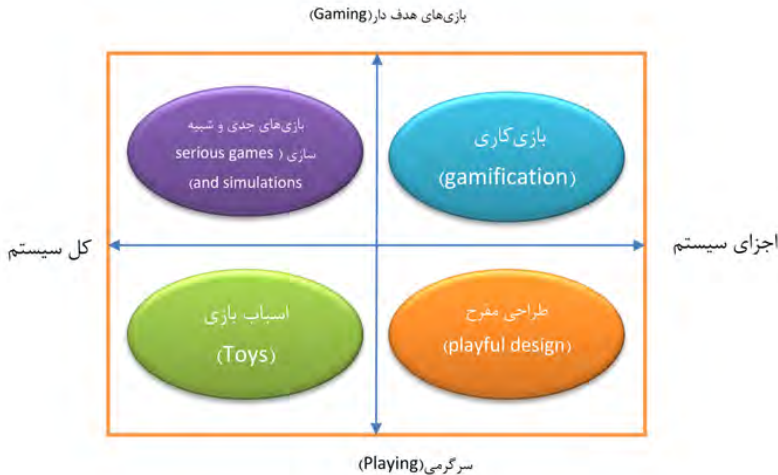 بازی‌های هدف دار(Gaming)
بازی‌کاری
(gamification)
بازی‌های جدی و شبیه
سازی ( serious games
and simulations)
اجزای سیستم
کل سیستم
طراحی مفرح
(playful design)
اسباب بازی
(Toys)
سرگرمی(Playing)